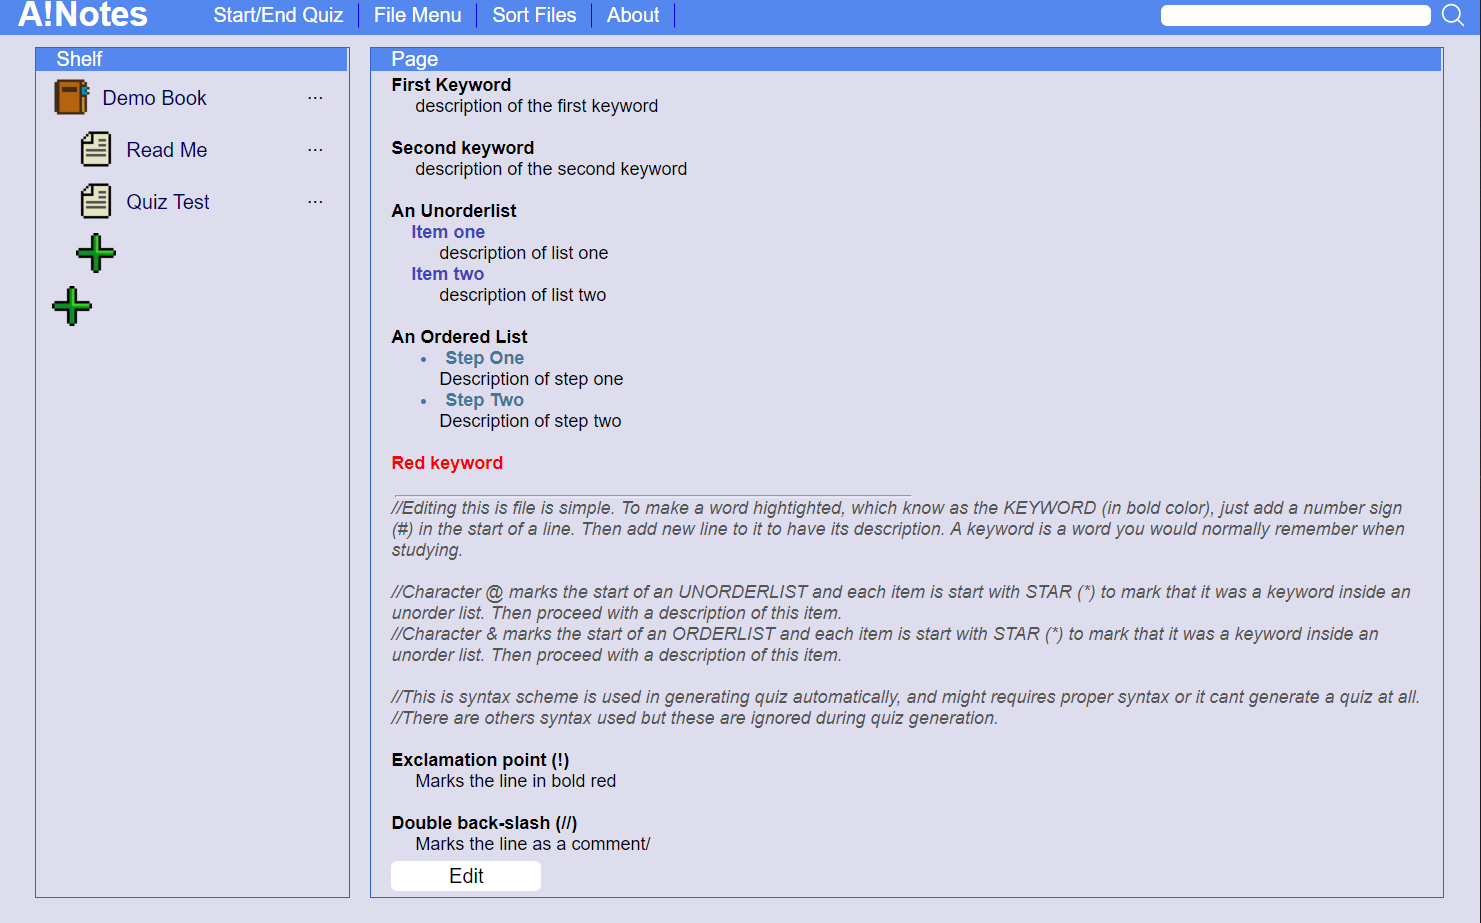 A!Notes Start/End Quiz File Menu Sort Files About
Shelf
Demo Book ...
Read Me ...
Quiz Test ...
Page
First Keyword
description of the first keyword
Second keyword
description of the second keyword
An Unorderlist
Item one
description of list one
Item two
description of list two
An Ordered List
• Step One
Description of step one
• Step Two
Description of step two
Red keyword
//Editing this is file is simple. To make a word hightighted, which know as the KEYWORD (in bold color), just add a number sign
(#) in the start of a line. Then add new line to it to have its description. A keyword is a word you would normally remember when
studying.
//Character @ marks the start of an UNORDERLIST and each item is start with STAR (*) to mark that it was a keyword inside an
unorder list. Then proceed with a description of this item.
//Character & marks the start of an ORDERLIST and each item is start with STAR (*) to mark that it was a keyword inside an
unorder list. Then proceed with a description of this item.
//This is syntax scheme is used in generating quiz automatically, and might requires proper syntax or it cant generate a quiz at all.
//There are others syntax used but these are ignored during quiz generation.
Exclamation point (!)
Marks the line in bold red
Double back-slash (//)
Marks the line as a comment/
Edit